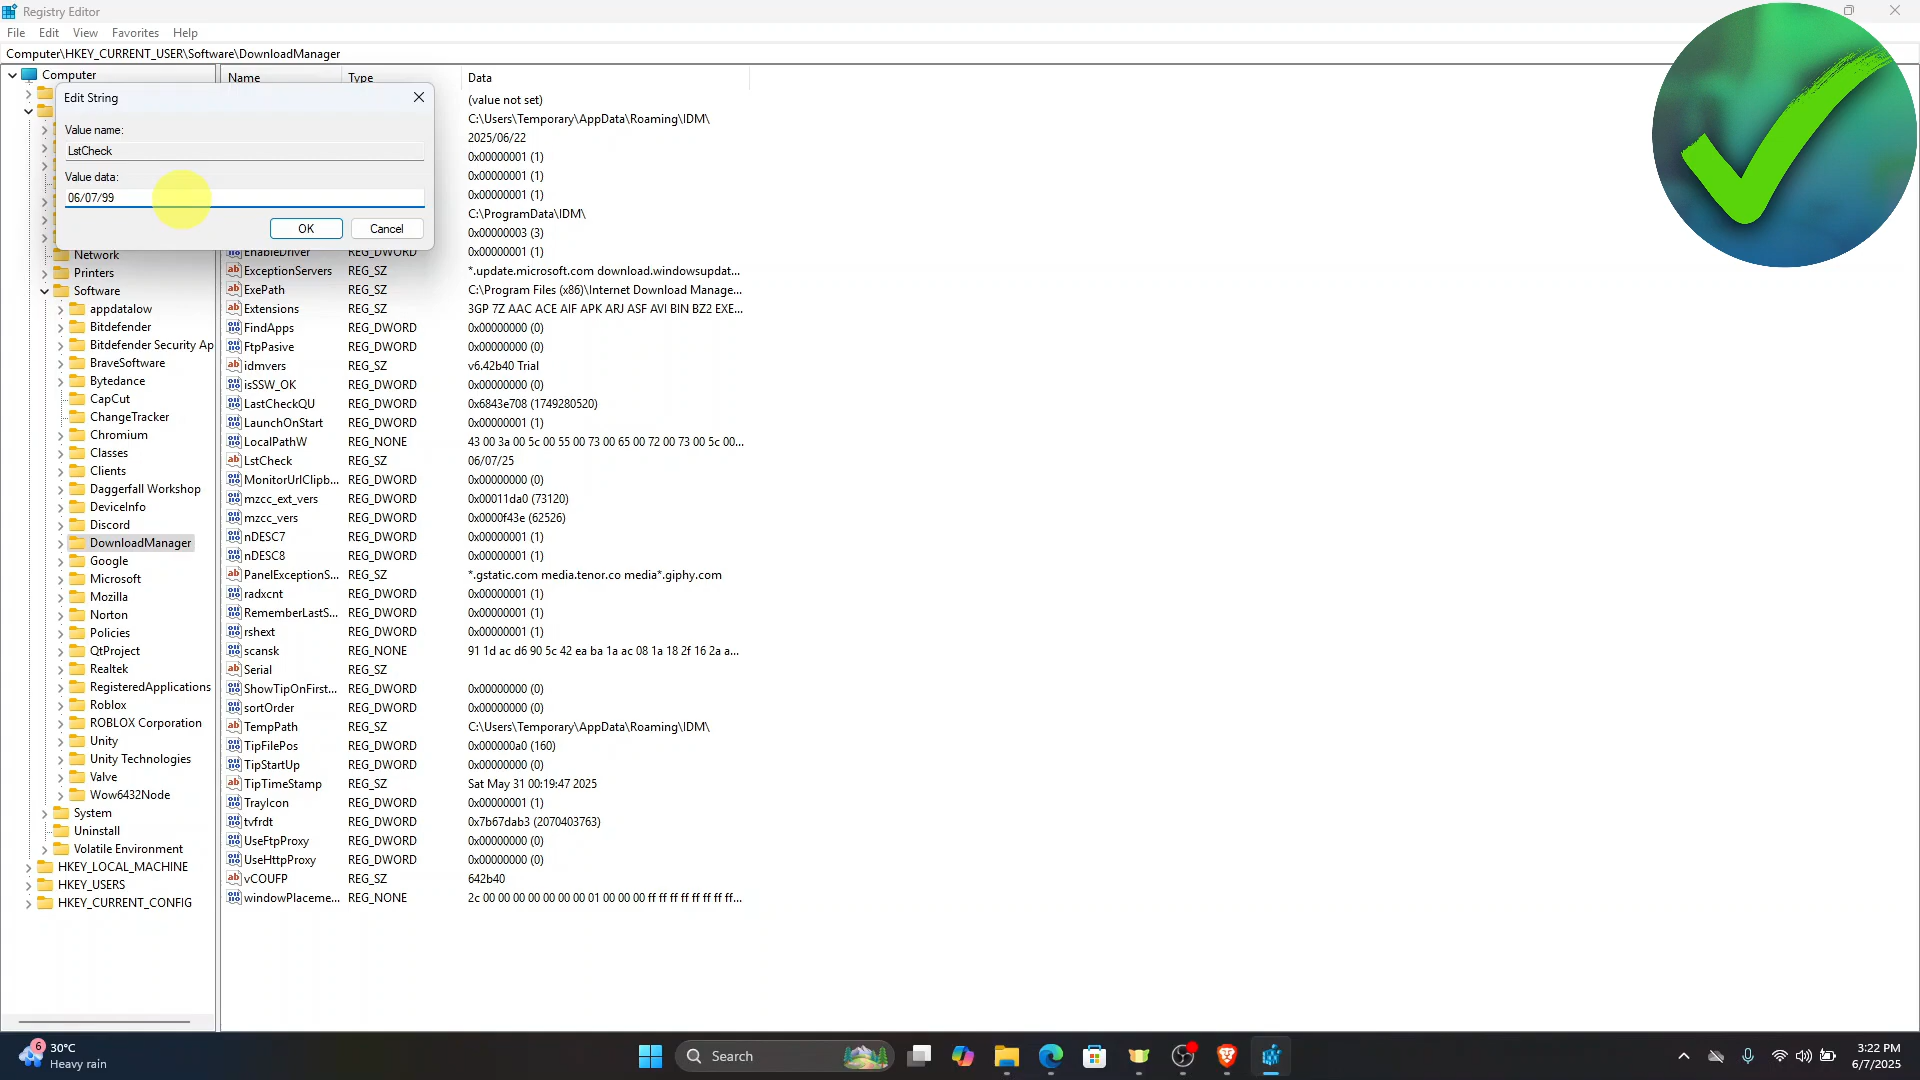 Registry Editor
File Edit View Favorites Help
Computer\HKEY_CURRENT_USER\Software\DownloadManager
Computer
Name Type Data
Edit String
Value name:
LstCheck
Value data:
06/07/99
OK Cancel
(value not set)
C:\Users\Temporary\AppData\Roaming\IDM\
2025/06/22
0x00000001 (1)
0x00000001 (1)
0x00000001 (1)
C:\ProgramData\IDM\
0x00000003 (3)
EnableDriver REG_DWORD 0x00000001 (1)
ExceptionServers REG_SZ *.update.microsoft.com download.windowsupdat...
ExePath REG_SZ C:\Program Files (x86)\Internet Download Manage...
Extensions REG_SZ 3GP 7Z AAC ACE AIF APK ARJ ASF AVI BIN BZ2 EXE...
FindApps REG_DWORD 0x00000000 (0)
FtpPasive REG_DWORD 0x00000000 (0)
idmvers REG_SZ v6.42b40 Trial
isSSW_OK REG_DWORD 0x00000000 (0)
LastCheckQU REG_DWORD 0x6843e708 (1749280520)
LaunchOnStart REG_DWORD 0x00000001 (1)
LocalPathW REG_NONE 43 00 3a 00 5c 00 55 00 73 00 65 00 72 00 73 00 5c 00...
LstCheck REG_SZ 06/07/25
MonitorUrlClipb... REG_DWORD 0x00000000 (0)
mzcc_ext_vers REG_DWORD 0x00011da0 (73120)
mzcc_vers REG_DWORD 0x0000f43e (62526)
nDESC7 REG_DWORD 0x00000001 (1)
nDESC8 REG_DWORD 0x00000001 (1)
PanelExceptionS... REG_SZ *.gstatic.com media.tenor.co media*.giphy.com
radxcnt REG_DWORD 0x00000001 (1)
RememberLastS... REG_DWORD 0x00000001 (1)
rshext REG_DWORD 0x00000001 (1)
scansk REG_NONE 91 1d ac d6 90 5c 42 ea ba 1a ac 08 1a 18 2f 16 2a a...
Serial REG_SZ
ShowTipOnFirst... REG_DWORD 0x00000000 (0)
sortOrder REG_DWORD 0x00000000 (0)
TempPath REG_SZ C:\Users\Temporary\AppData\Roaming\IDM\
TipFilePos REG_DWORD 0x000000a0 (160)
TipStartUp REG_DWORD 0x00000000 (0)
TipTimeStamp REG_SZ Sat May 31 00:19:47 2025
TrayIcon REG_DWORD 0x00000001 (1)
tvfrdt REG_DWORD 0x7b67dab3 (2070403763)
UseFtpProxy REG_DWORD 0x00000000 (0)
UseHttpProxy REG_DWORD 0x00000000 (0)
vCOUFP REG_SZ 642b40
windowPlaceme... REG_NONE 2c 00 00 00 00 00 00 00 01 00 00 00 ff ff ff ff ff ff ff ff...
Network
Printers
Software
appdatalow
Bitdefender
Bitdefender Security Ap
BraveSoftware
Bytedance
CapCut
ChangeTracker
Chromium
Classes
Clients
Daggerfall Workshop
DeviceInfo
Discord
DownloadManager
Google
Microsoft
Mozilla
Norton
Policies
QtProject
Realtek
RegisteredApplications
Roblox
ROBLOX Corporation
Unity
Unity Technologies
Valve
Wow6432Node
System
Uninstall
Volatile Environment
HKEY_LOCAL_MACHINE
HKEY_USERS
HKEY_CURRENT_CONFIG
6
30°C
Heavy rain
Search
3:22 PM
6/7/2025